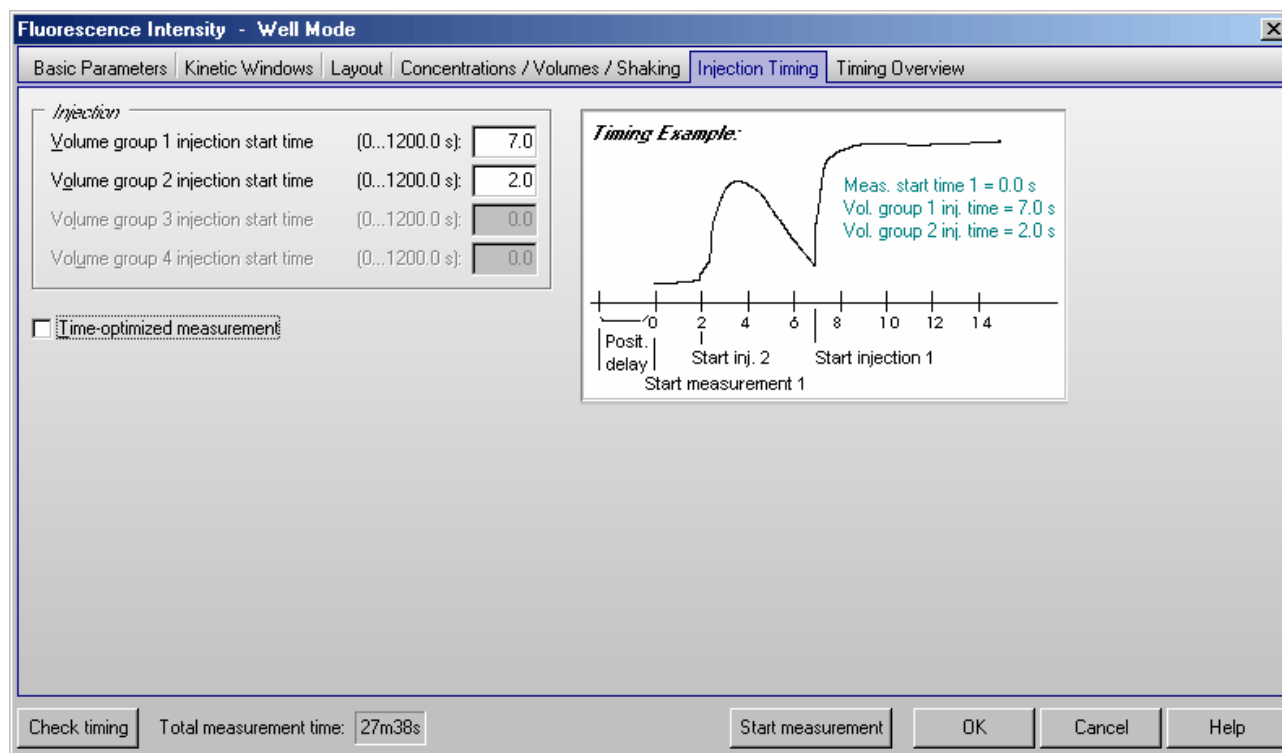 Fluorescence Intensity - Well Mode
Basic Parameters Kinetic Windows Layout Concentrations / Volumes / Shaking Injection Timing Timing Overview
Injection
Volume group 1 injection start time (0...1200.0 s): 7.0
Volume group 2 injection start time (0...1200.0 s): 2.0
Volume group 3 injection start time (0...1200.0 s): 0.0
Volume group 4 injection start time (0...1200.0 s): 0.0
Time-optimized measurement
Timing Example:
Meas. start time 1 = 0.0 s
Vol. group 1 inj. time = 7.0 s
Vol. group 2 inj. time = 2.0 s
0 2 4 6 8 10 12 14
Posit.
delay
Start inj. 2 Start injection 1
Start measurement 1
Check timing Total measurement time: 27m38s Start measurement OK Cancel Help